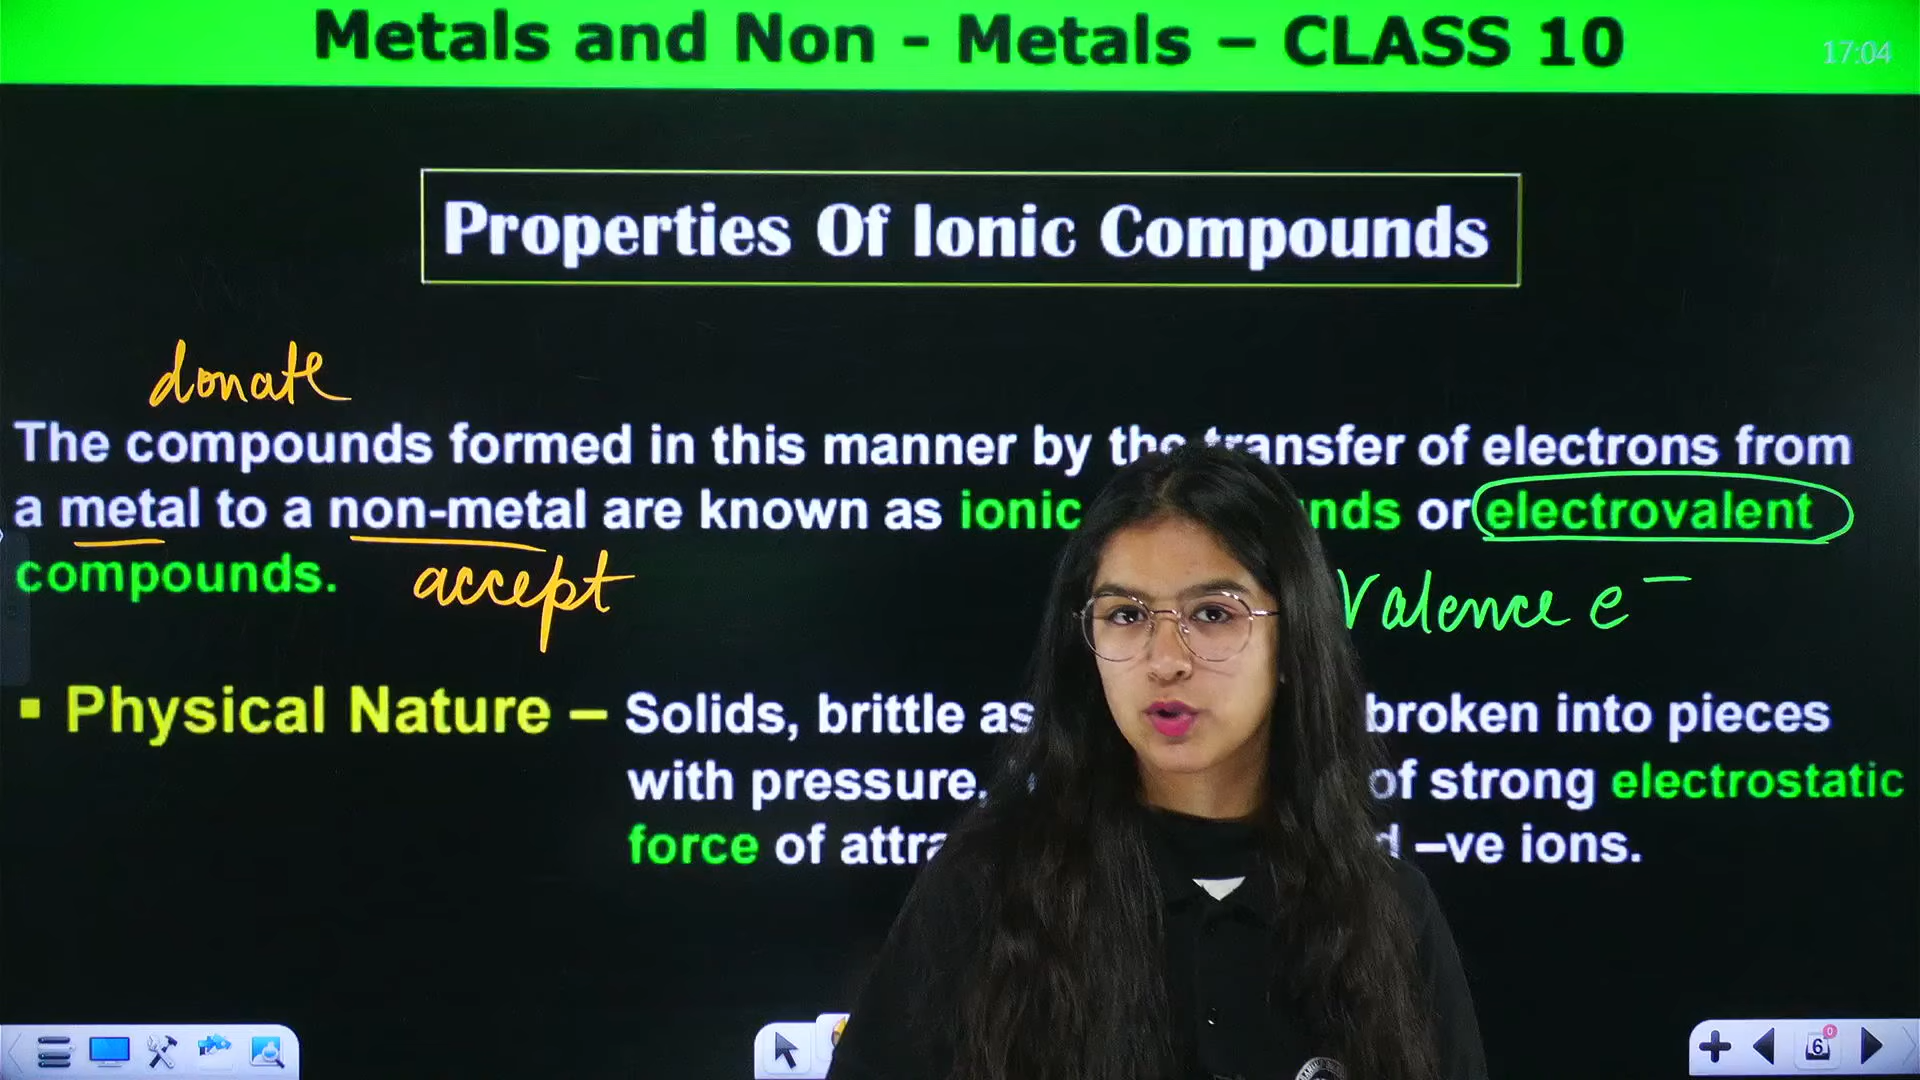 Metals and Non - Metals – CLASS 10
17:04
Properties Of Ionic Compounds
donate
The compounds formed in this manner by the transfer of electrons from
a metal to a non-metal are known as ionic nds or electrovalent
compounds.
accept
Valence e⁻
▪ Physical Nature – Solids, brittle as broken into pieces
with pressure. of strong electrostatic
force of attra –ve ions.
6
0